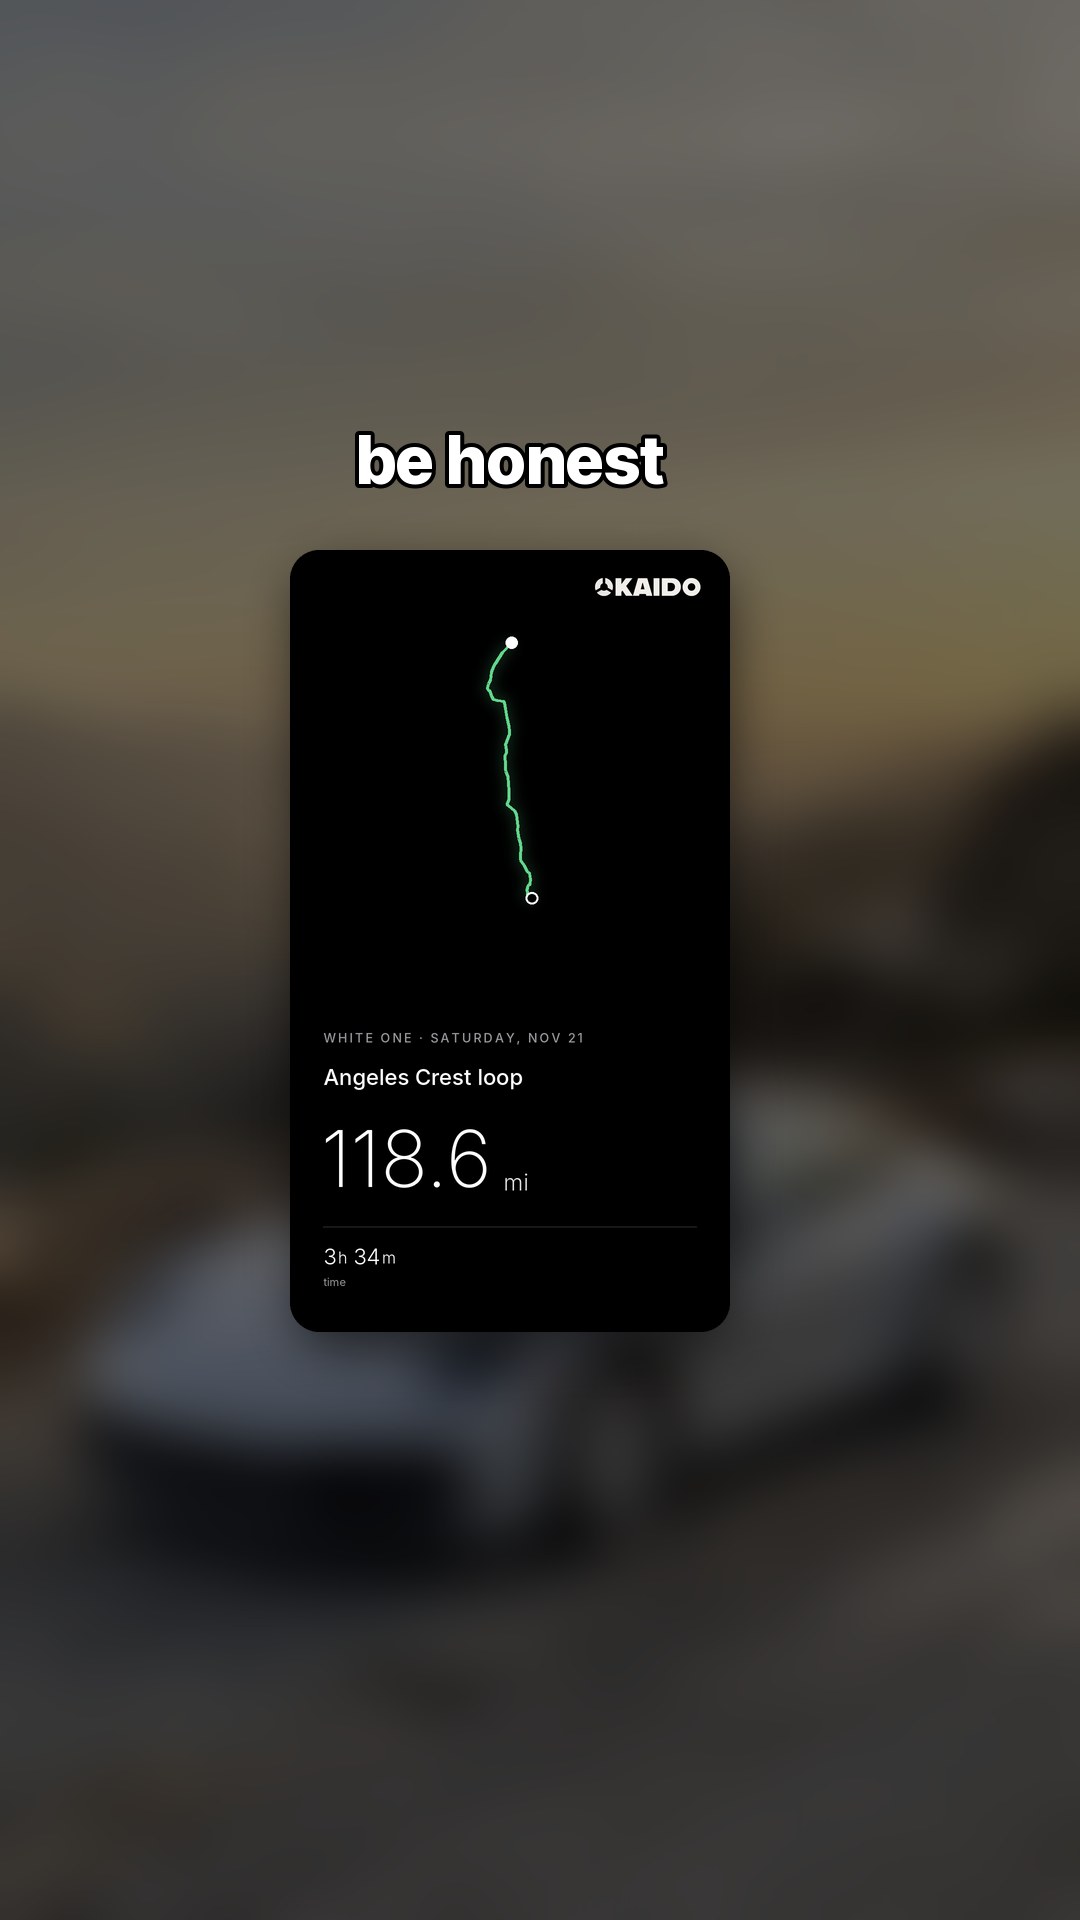 be honest
KAIDO
WHITE ONE · SATURDAY, NOV 21
Angeles Crest loop
118.6 mi
3h 34m
time